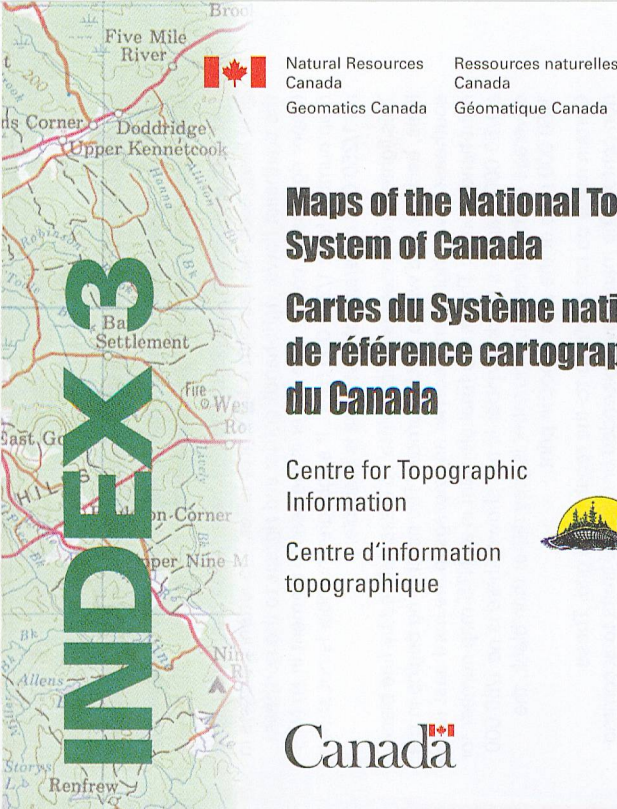 Natural Resources
Canada
Geomatics Canada
Ressources naturelles
Canada
Géomatique Canada
Maps of the National To
System of Canada
Cartes du Système nati
de référence cartograp
du Canada
Centre for Topographic
Information
Centre d'information
topographique
Canada
INDEX 3
Five Mile
River
Doddridge
Upper Kennetcook
Settlement
Fire
HILLS
Allens
Renfrew